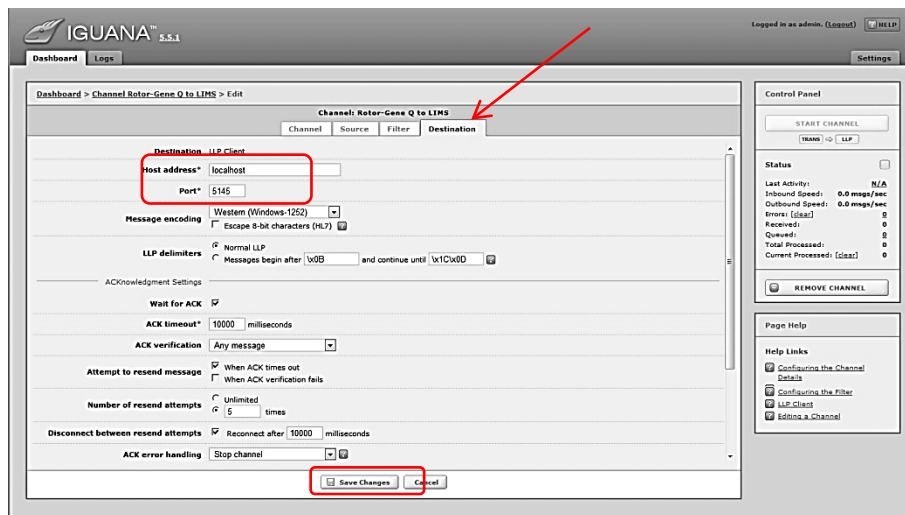 IGUANA™ 5.5.1
Logged in as admin. (Logout) HELP
Dashboard Logs Settings
Dashboard > Channel Rotor-Gene Q to LIMS > Edit
Channel: Rotor-Gene Q to LIMS
Channel Source Filter Destination
Destination LLP Client
Host address* localhost
Port* 5145
Message encoding Western (Windows-1252)
Escape 8-bit characters (HL7)
LLP delimiters Normal LLP
Messages begin after \x0B and continue until \x1C\x0D
ACKnowledgment Settings
Wait for ACK
ACK timeout* 10000 milliseconds
ACK verification Any message
Attempt to resend message When ACK times out
When ACK verification fails
Number of resend attempts Unlimited
5 times
Disconnect between resend attempts Reconnect after 10000 milliseconds
ACK error handling Stop channel
Save Changes Cancel
Control Panel
START CHANNEL
TRANS LLP
Status
Last Activity: N/A
Inbound Speed: 0.0 msgs/sec
Outbound Speed: 0.0 msgs/sec
Errors: [clear] 0
Received: 0
Queued: 0
Total Processed: 0
Current Processed: [clear] 0
REMOVE CHANNEL
Page Help
Help Links
Configuring the Channel
Details
Configuring the Filter
LLP Client
Editing a Channel